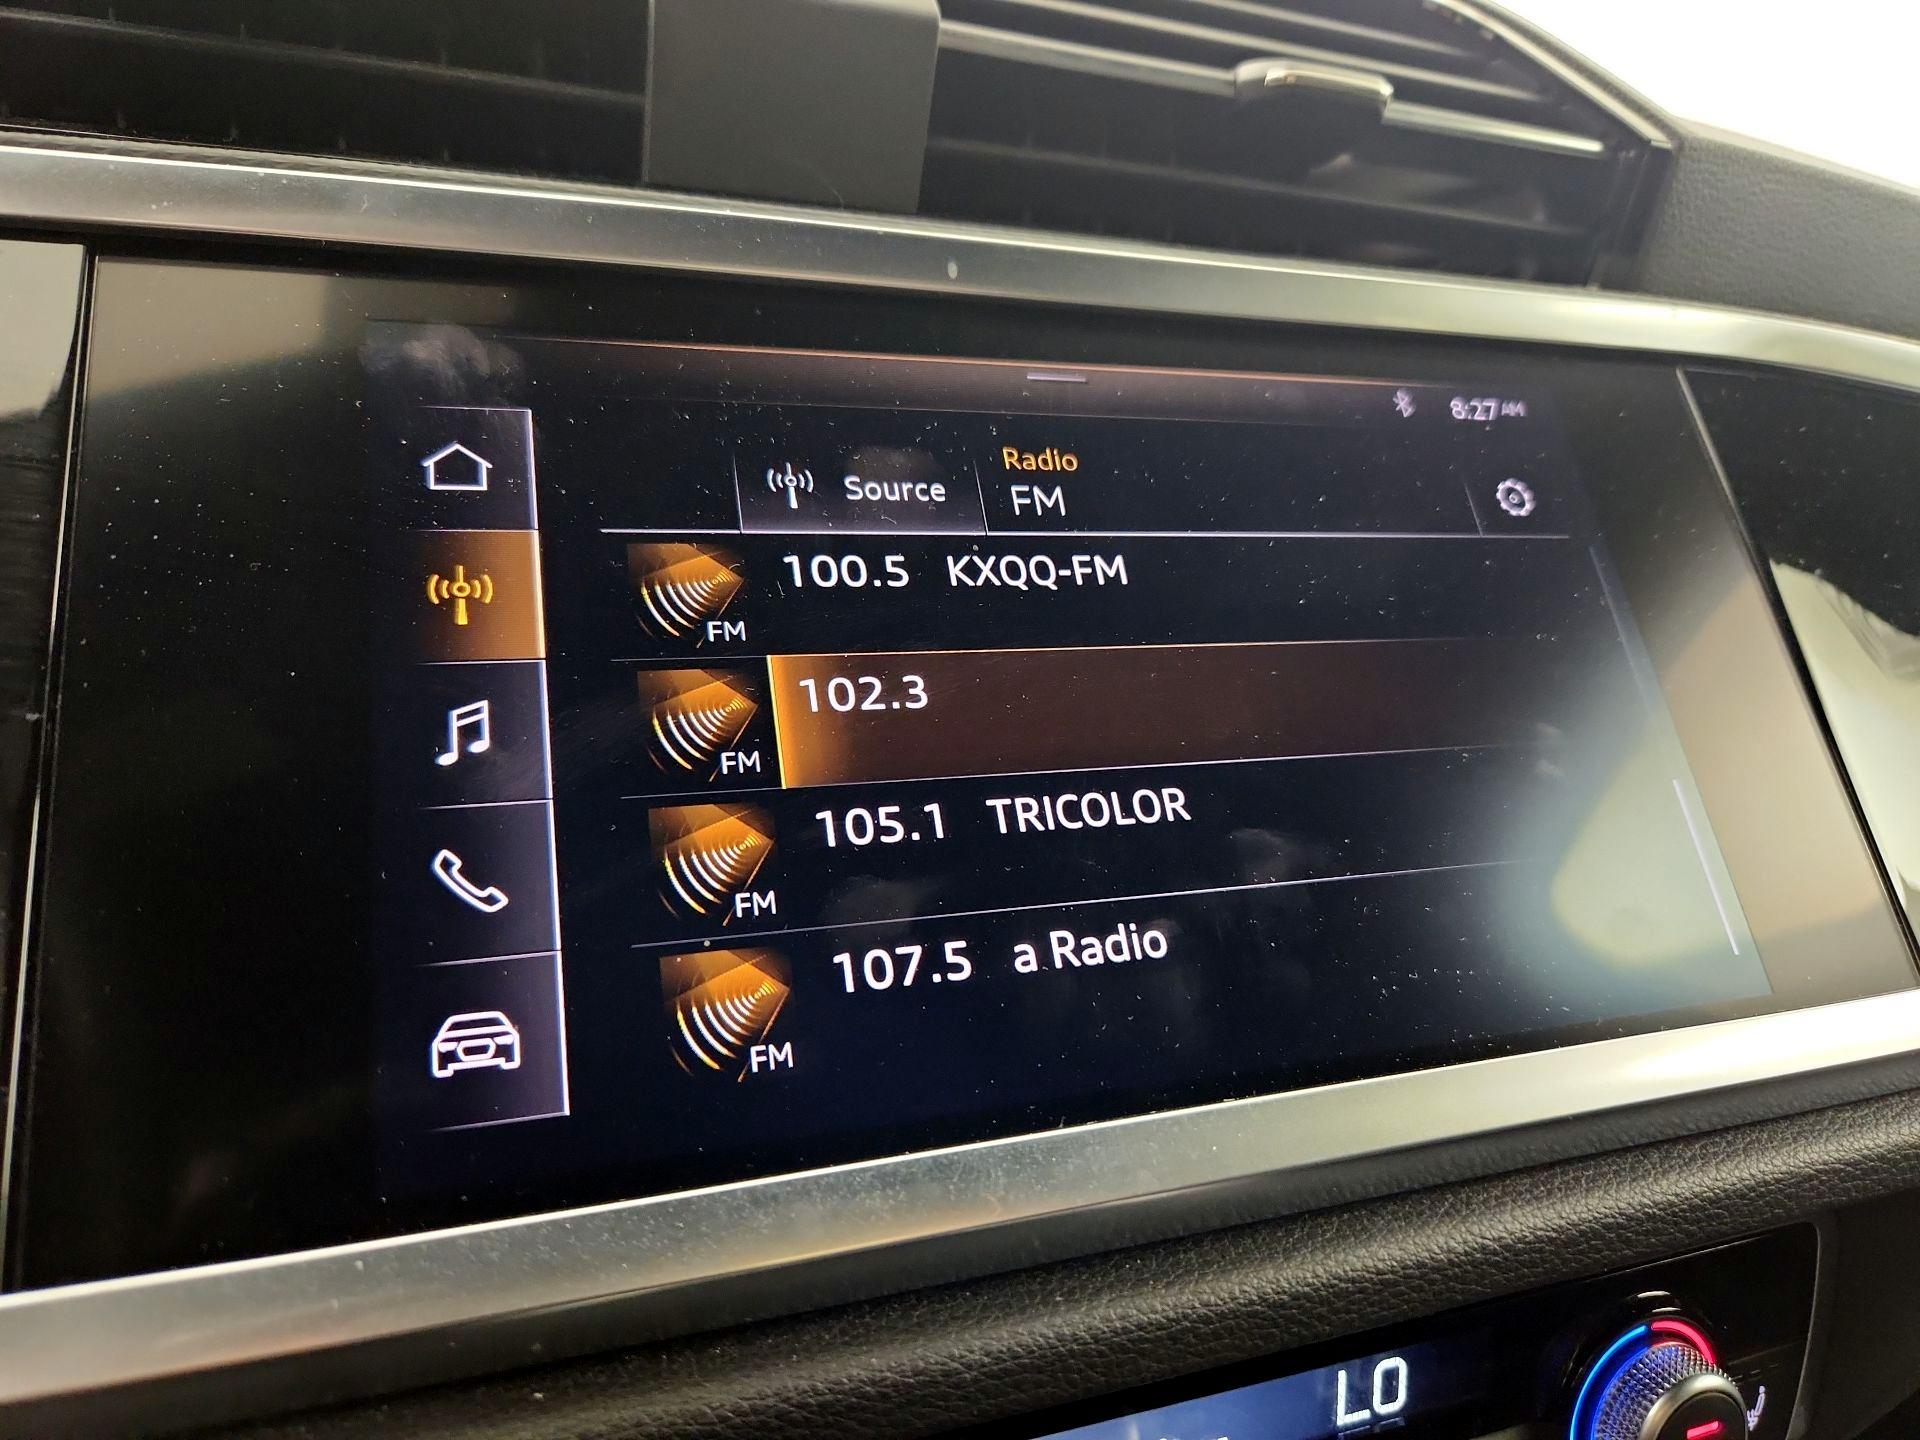 8:27 AM
Source
Radio
FM
100.5 KXQQ-FM
FM
102.3
FM
105.1 TRICOLOR
FM
107.5 a Radio
FM
LO